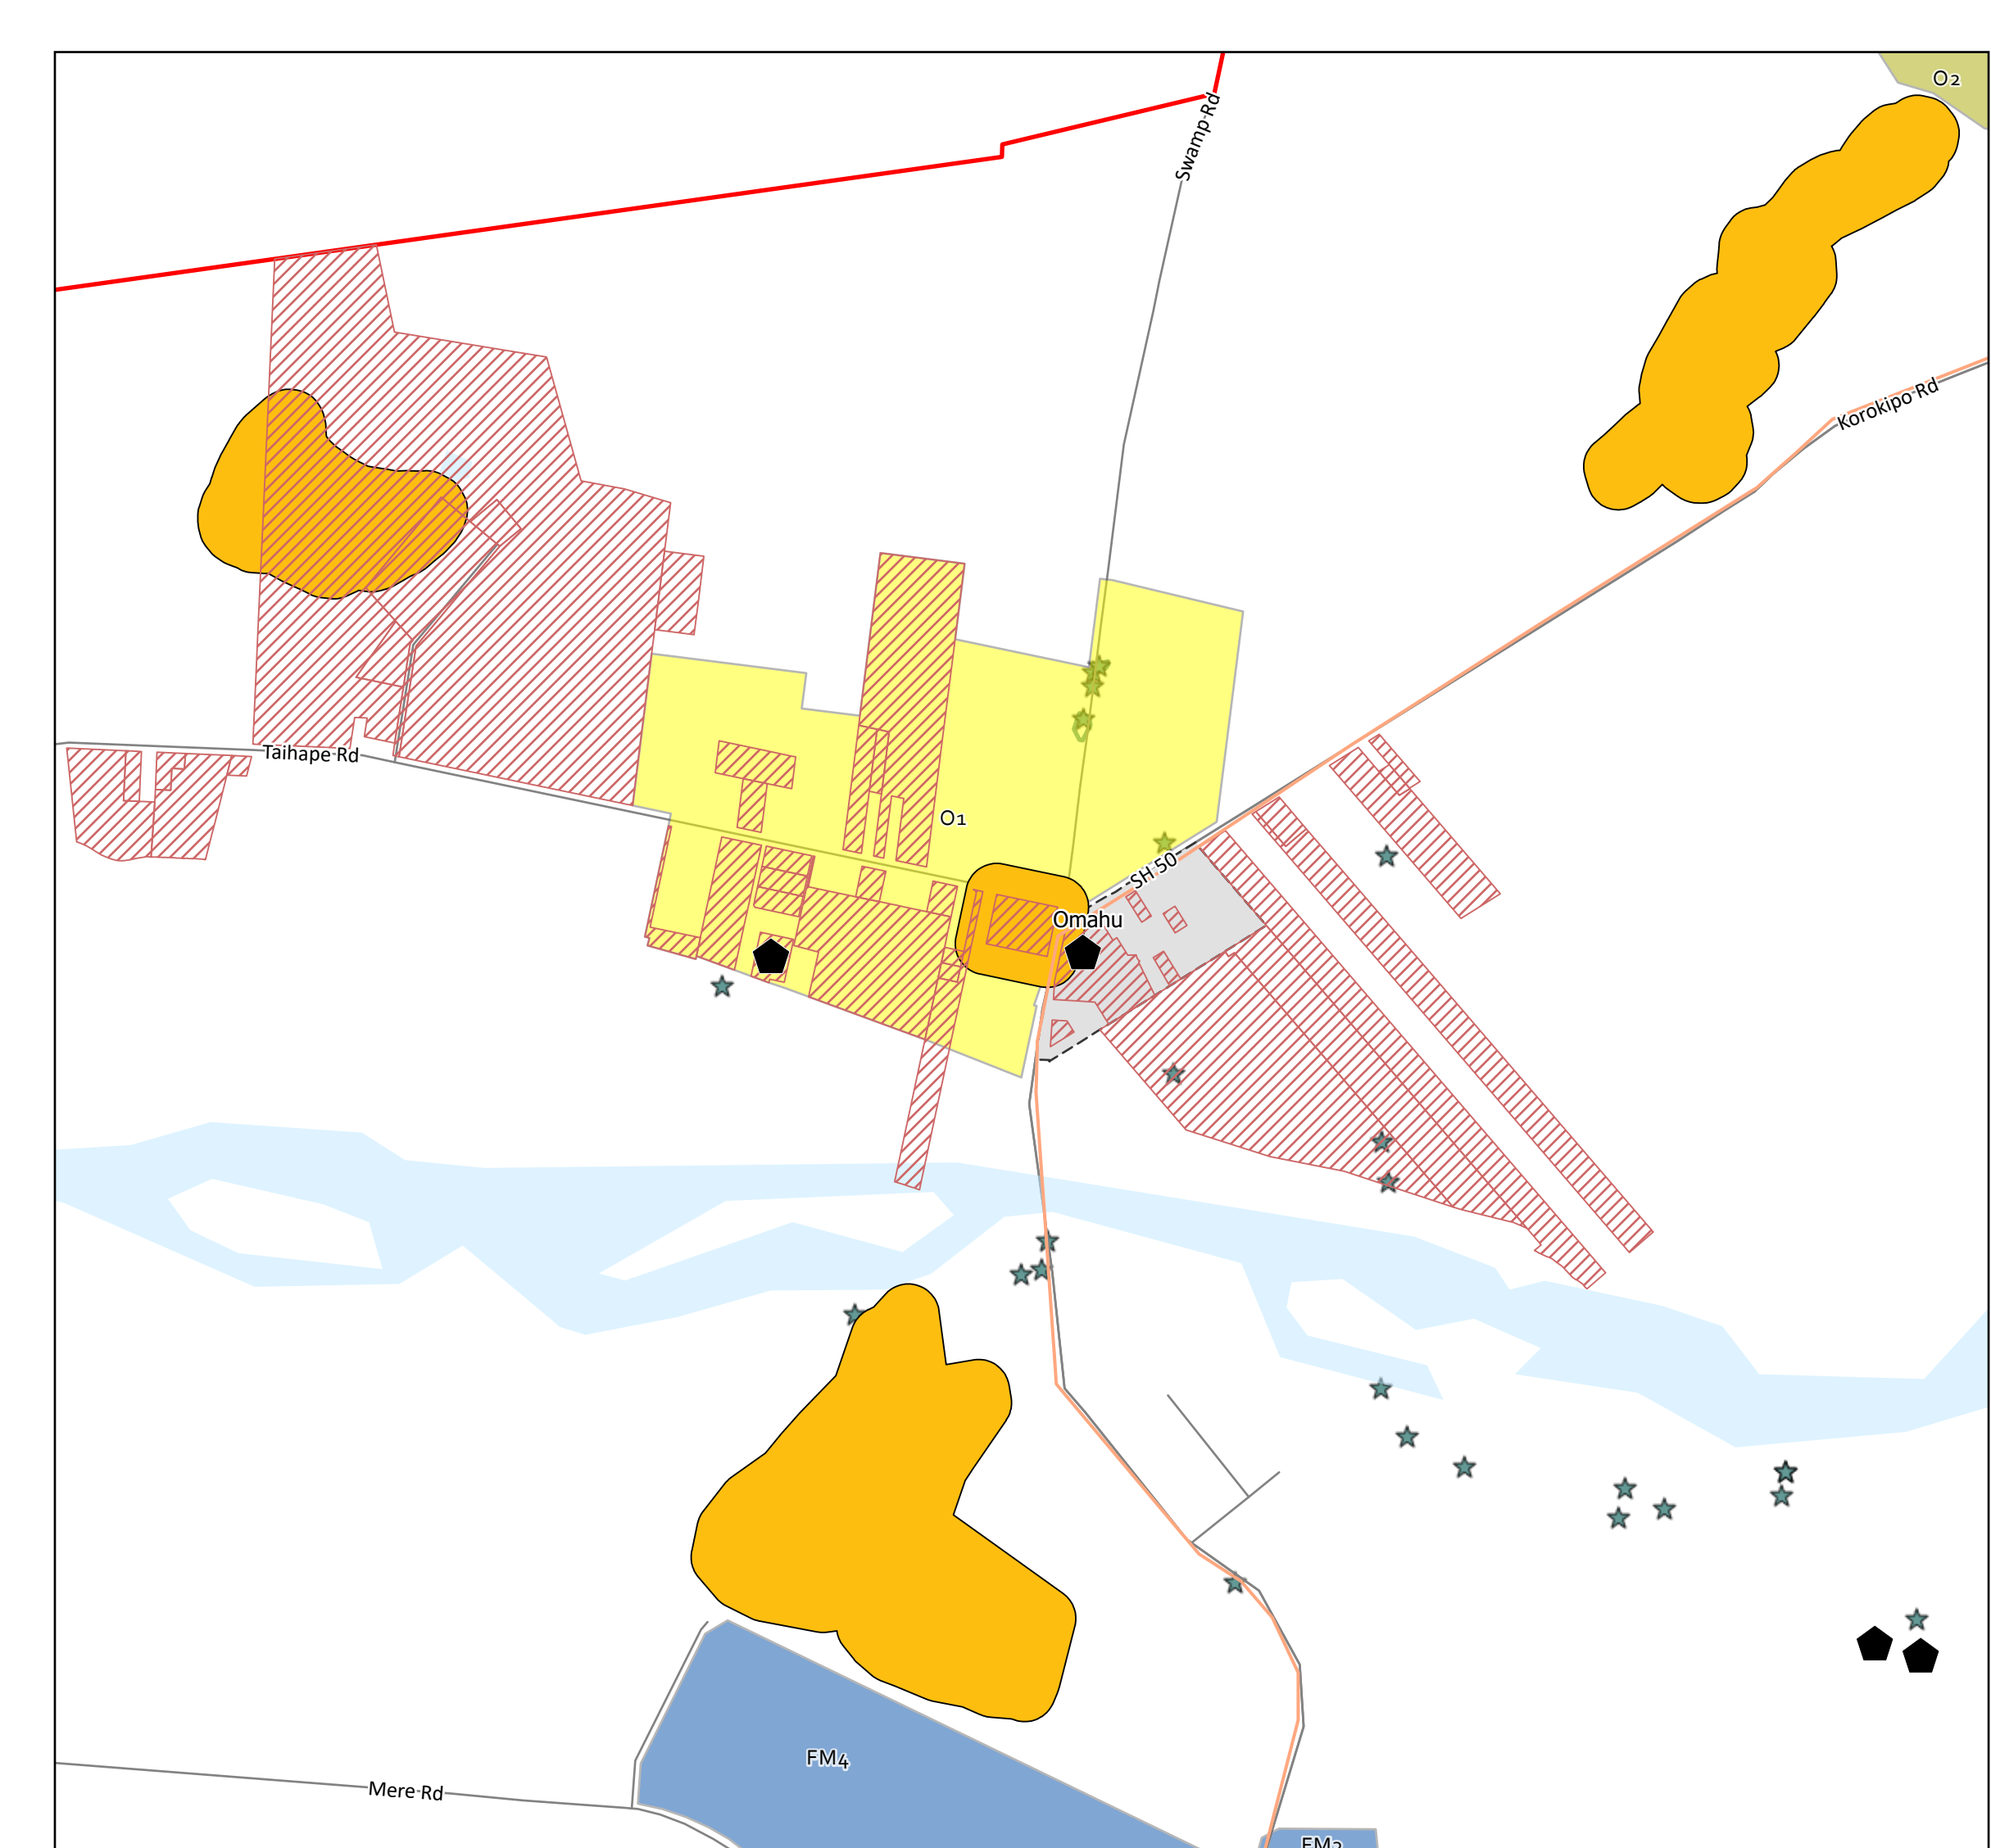 O2
Swamp Rd
Korokipo Rd
Taihape Rd
O1
SH 50
Omahu
FM4
Mere Rd